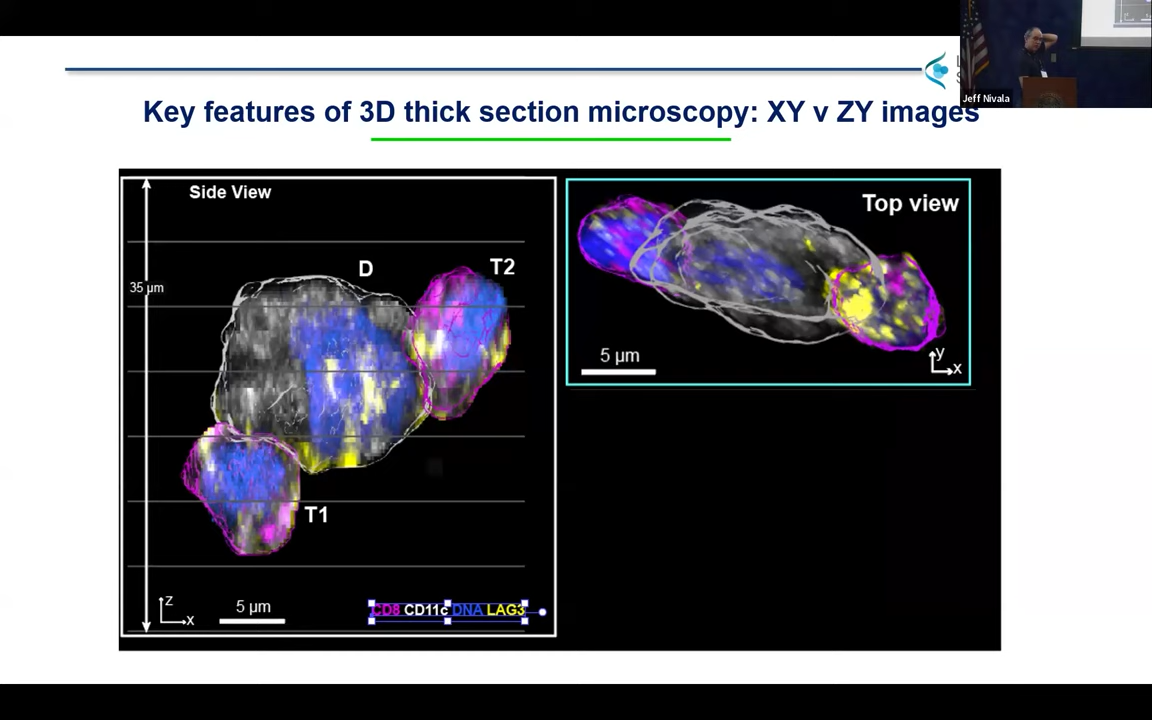 Key features of 3D thick section microscopy: XY v ZY images
Jeff Nivala
Side View
D
T2
35 µm
T1
z
x
5 µm
CD8 CD11c DNA LAG3
Top view
5 µm
y
x